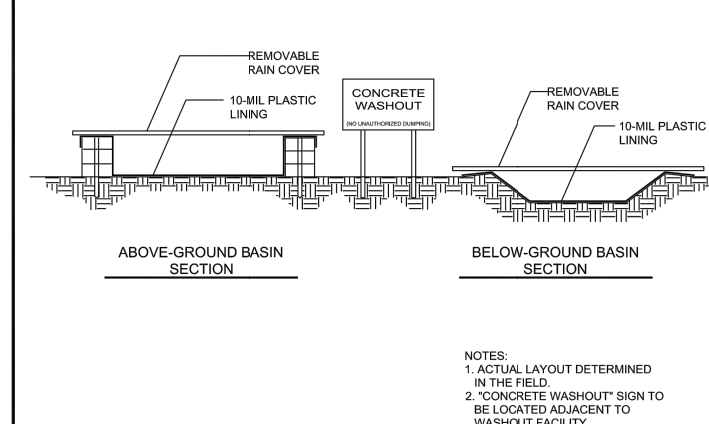 REMOVABLE
RAIN COVER
10-MIL PLASTIC
LINING
CONCRETE
WASHOUT
(NO UNAUTHORIZED DUMPING)
REMOVABLE
RAIN COVER
10-MIL PLASTIC
LINING
ABOVE-GROUND BASIN
SECTION
BELOW-GROUND BASIN
SECTION
NOTES:
1. ACTUAL LAYOUT DETERMINED
IN THE FIELD.
2. "CONCRETE WASHOUT" SIGN TO
BE LOCATED ADJACENT TO
WASHOUT FACILITY